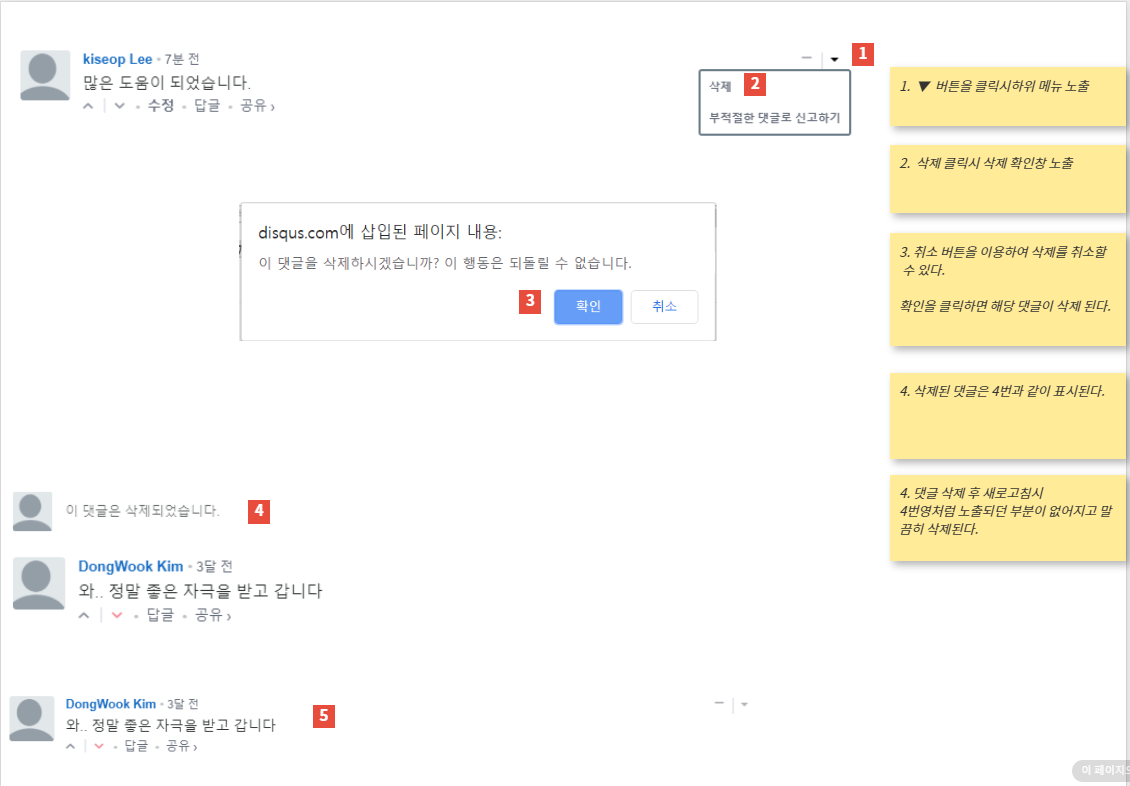 kiseop Lee • 7분 전
많은 도움이 되었습니다.
수정 • 답글 • 공유 ›
1
삭제 2
부적절한 댓글로 신고하기
disqus.com에 삽입된 페이지 내용:
이 댓글을 삭제하시겠습니까? 이 행동은 되돌릴 수 없습니다.
3 확인 취소
이 댓글은 삭제되었습니다. 4
DongWook Kim • 3달 전
와.. 정말 좋은 자극을 받고 갑니다
답글 • 공유 ›
DongWook Kim • 3달 전
와.. 정말 좋은 자극을 받고 갑니다 5
답글 • 공유 ›
1. ▼ 버튼을 클릭시하위 메뉴 노출
2. 삭제 클릭시 삭제 확인창 노출
3. 취소 버튼을 이용하여 삭제를 취소할
수 있다.
확인을 클릭하면 해당 댓글이 삭제 된다.
4. 삭제된 댓글은 4번과 같이 표시된다.
4. 댓글 삭제 후 새로고침시
4번영처럼 노출되던 부분이 없어지고 말
끔히 삭제된다.
이 페이지